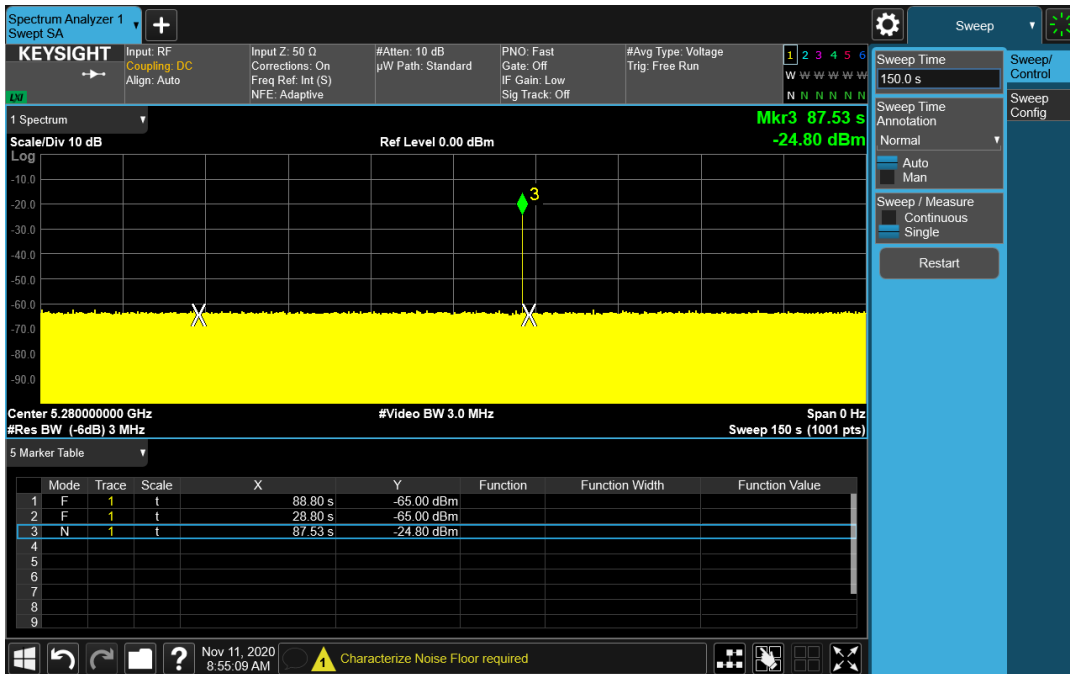 Spectrum Analyzer 1
Swept SA
+
Sweep
KEYSIGHT
LXI
Input: RF
Coupling: DC
Align: Auto
Input Z: 50 Ω
Corrections: On
Freq Ref: Int (S)
NFE: Adaptive
#Atten: 10 dB
µW Path: Standard
PNO: Fast
Gate: Off
IF Gain: Low
Sig Track: Off
#Avg Type: Voltage
Trig: Free Run
1 2 3 4 5 6
W W W W W W
N N N N N N
Sweep Time
150.0 s
Sweep Time
Annotation
Normal
Auto
Man
Sweep / Measure
Continuous
Single
Restart
Sweep/
Control
Sweep
Config
1 Spectrum
Scale/Div 10 dB
Ref Level 0.00 dBm
Mkr3 87.53 s
-24.80 dBm
Log
-10.0
-20.0
-30.0
-40.0
-50.0
-60.0
-70.0
-80.0
-90.0
3
Center 5.280000000 GHz
#Video BW 3.0 MHz
Span 0 Hz
#Res BW (-6dB) 3 MHz
Sweep 150 s (1001 pts)
5 Marker Table
Mode Trace Scale X Y Function Function Width Function Value
1 F 1 t 88.80 s -65.00 dBm
2 F 1 t 28.80 s -65.00 dBm
3 N 1 t 87.53 s -24.80 dBm
4
5
6
7
8
9
?
Nov 11, 2020
8:55:09 AM
1
Characterize Noise Floor required